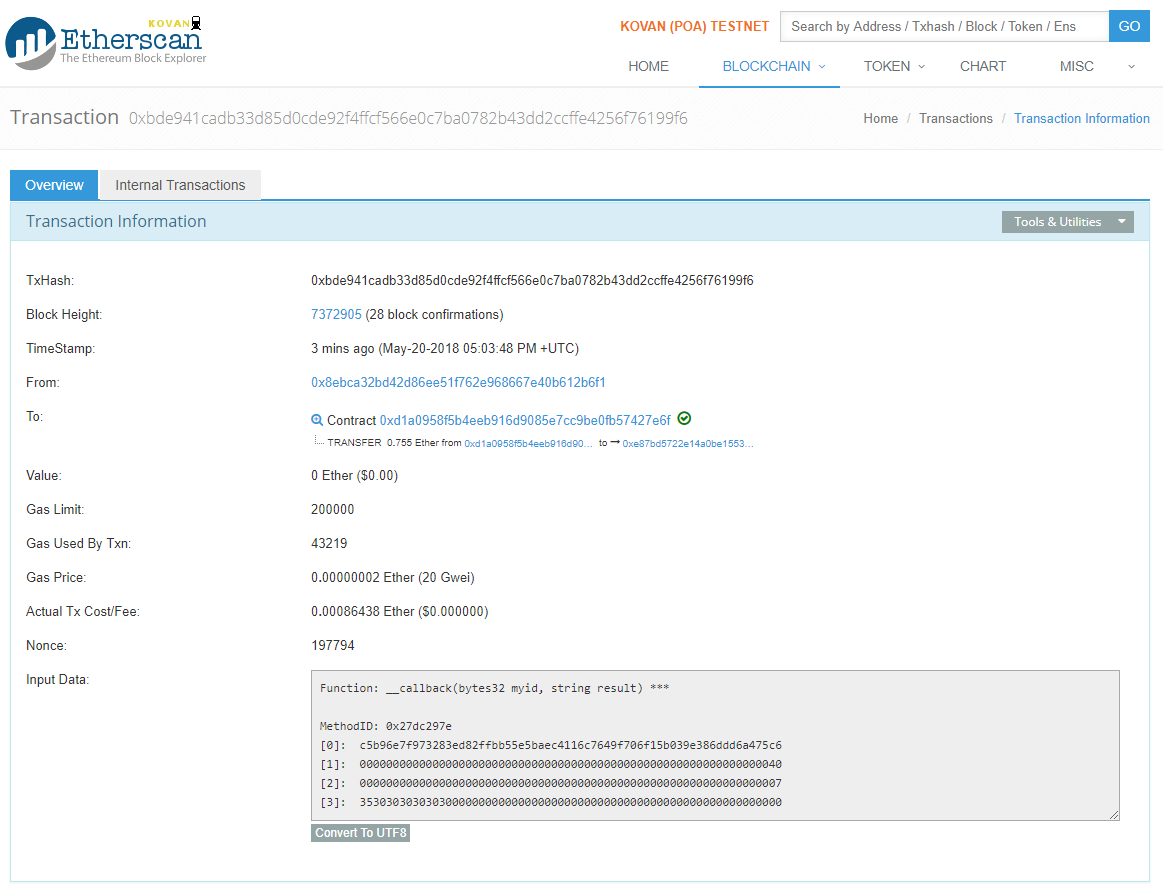 KOVAN
Etherscan
The Ethereum Block Explorer
KOVAN (POA) TESTNET
Search by Address / Txhash / Block / Token / Ens
GO
HOME
BLOCKCHAIN
TOKEN
CHART
MISC
Transaction 0xbde941cadb33d85d0cde92f4ffcf566e0c7ba0782b43dd2ccffe4256f76199f6
Home / Transactions / Transaction Information
Overview
Internal Transactions
Transaction Information
Tools & Utilities
TxHash: 0xbde941cadb33d85d0cde92f4ffcf566e0c7ba0782b43dd2ccffe4256f76199f6
Block Height: 7372905 (28 block confirmations)
TimeStamp: 3 mins ago (May-20-2018 05:03:48 PM +UTC)
From: 0x8ebca32bd42d86ee51f762e968667e40b612b6f1
To: Contract 0xd1a0958f5b4eeb916d9085e7cc9be0fb57427e6f
TRANSFER 0.755 Ether from 0xd1a0958f5b4eeb916d90... to 0xe87bd5722e14a0be1553...
Value: 0 Ether ($0.00)
Gas Limit: 200000
Gas Used By Txn: 43219
Gas Price: 0.00000002 Ether (20 Gwei)
Actual Tx Cost/Fee: 0.00086438 Ether ($0.000000)
Nonce: 197794
Input Data:
Function: __callback(bytes32 myid, string result) ***
MethodID: 0x27dc297e
[0]: c5b96e7f973283ed82ffbb55e5baec4116c7649f706f15b039e386ddd6a475c6
[1]: 0000000000000000000000000000000000000000000000000000000000000040
[2]: 0000000000000000000000000000000000000000000000000000000000000007
[3]: 3530303030303000000000000000000000000000000000000000000000000000
Convert To UTF8